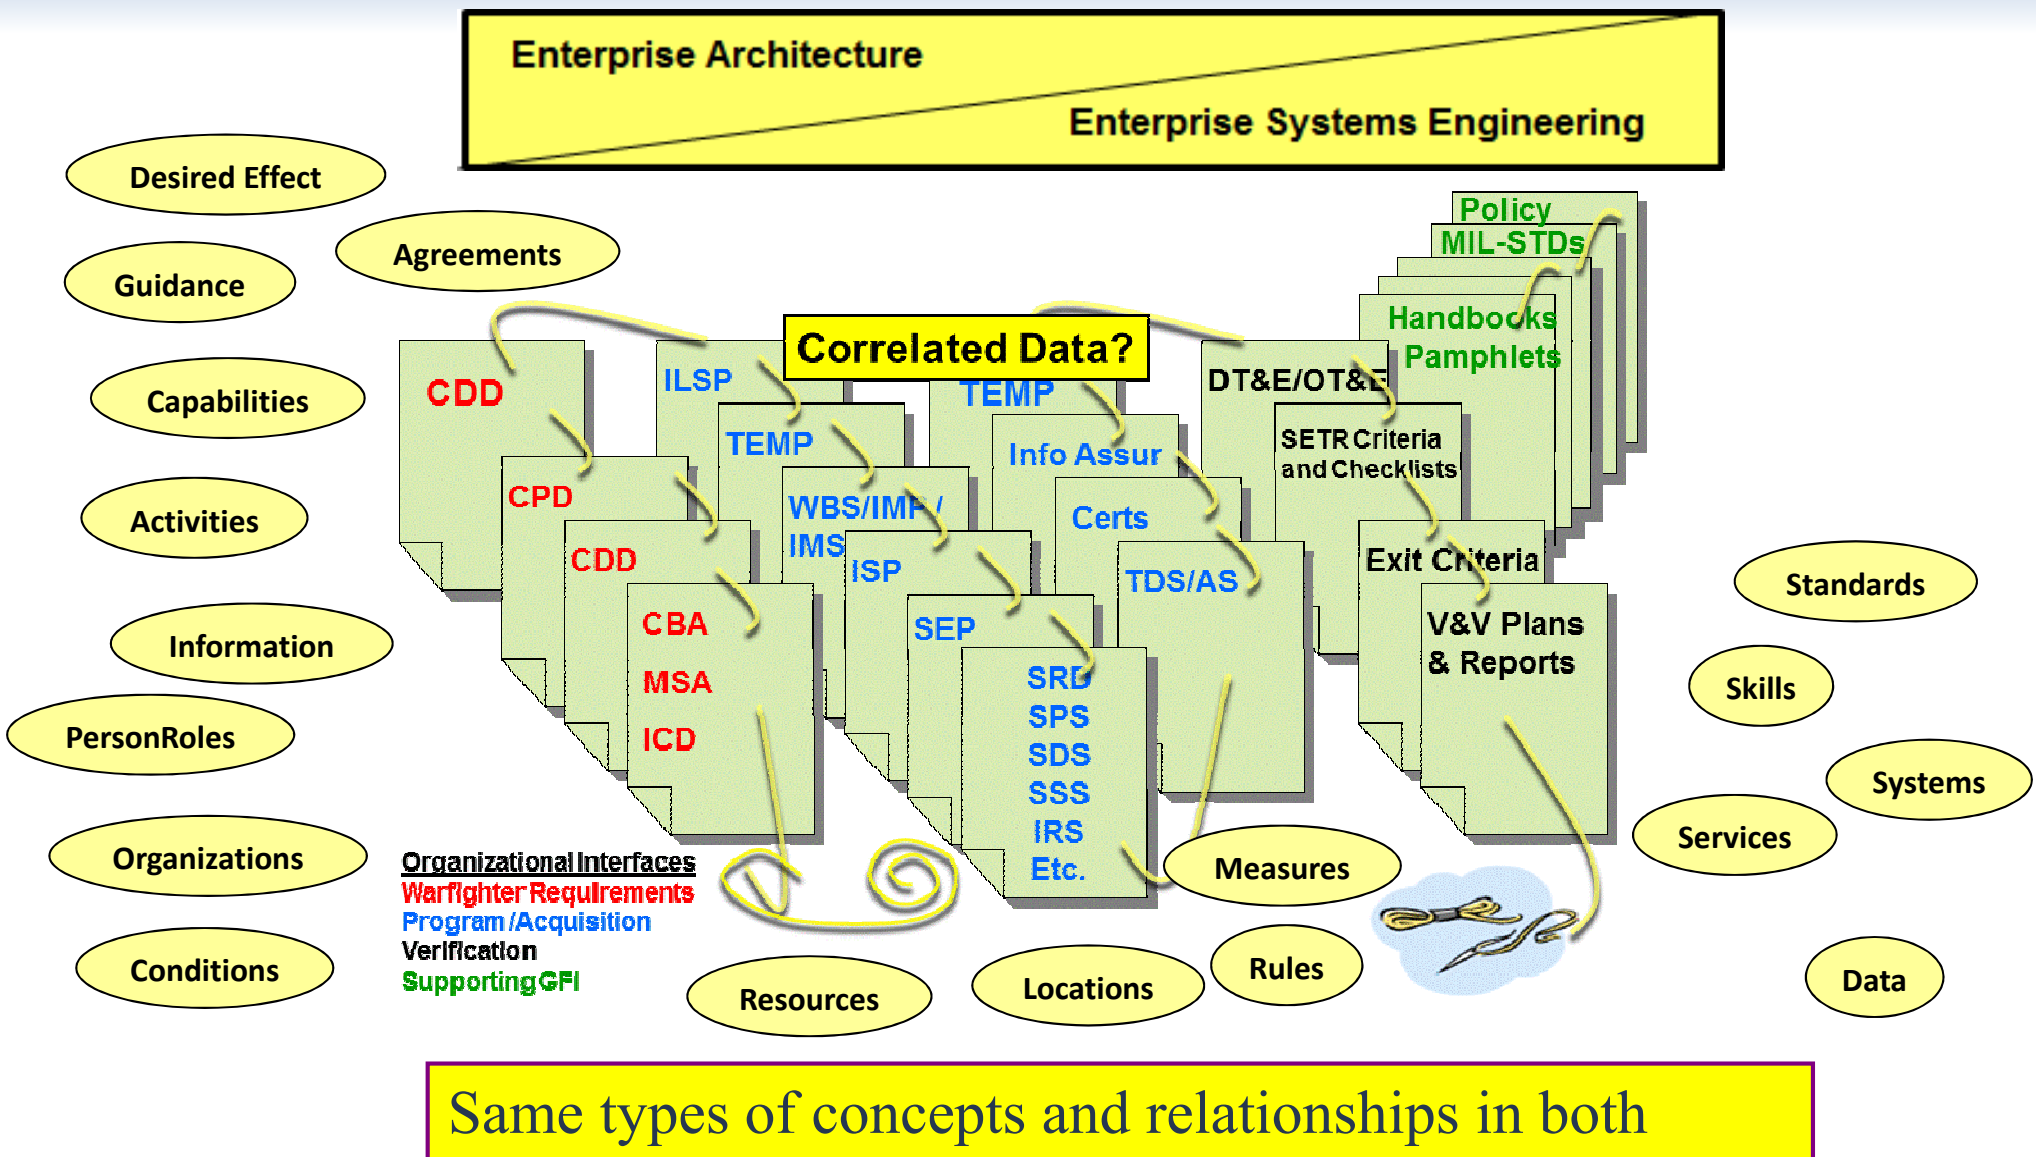 Enterprise Architecture
Enterprise Systems Engineering
Desired Effect
Agreements
Guidance
Capabilities
Activities
Information
PersonRoles
Organizations
Conditions
Correlated Data?
CDD
CPD
CDD
CBA
MSA
ICD
ILSP
TEMP
WBS/IMP/
IMS
ISP
SEP
SRD
SPS
SDS
SSS
IRS
Etc.
TEMP
Info Assur
Certs
TDS/AS
DT&E/OT&E
SETR Criteria
and Checklists
Exit Criteria
V&V Plans
& Reports
Policy
MIL-STDs
Handbooks
Pamphlets
Standards
Skills
Systems
Services
Measures
Rules
Data
Locations
Resources
Organizational Interfaces
Warfighter Requirements
Program/Acquisition
Verification
Supporting GFI
Same types of concepts and relationships in both